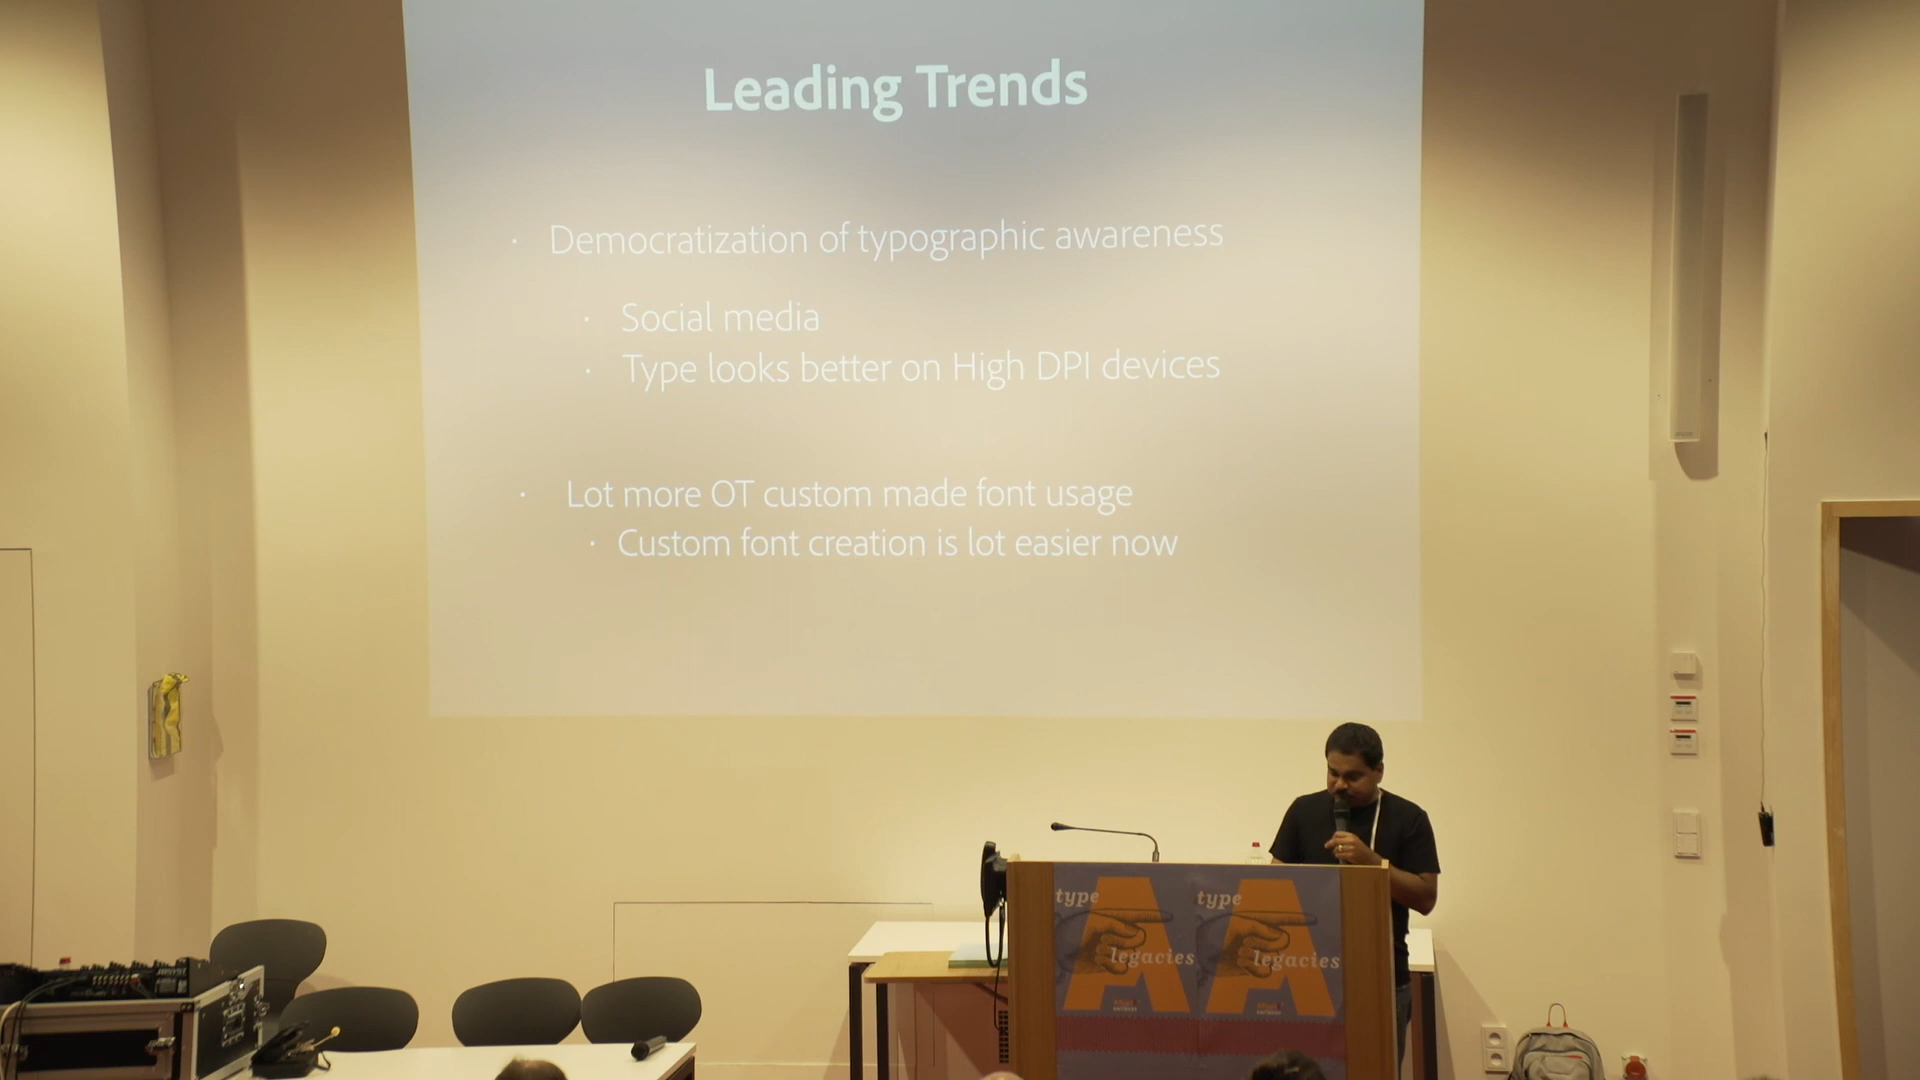 Leading Trends
· Democratization of typographic awareness
· Social media
· Type looks better on High DPI devices
· Lot more OT custom made font usage
· Custom font creation is lot easier now
type
legacies
type
legacies